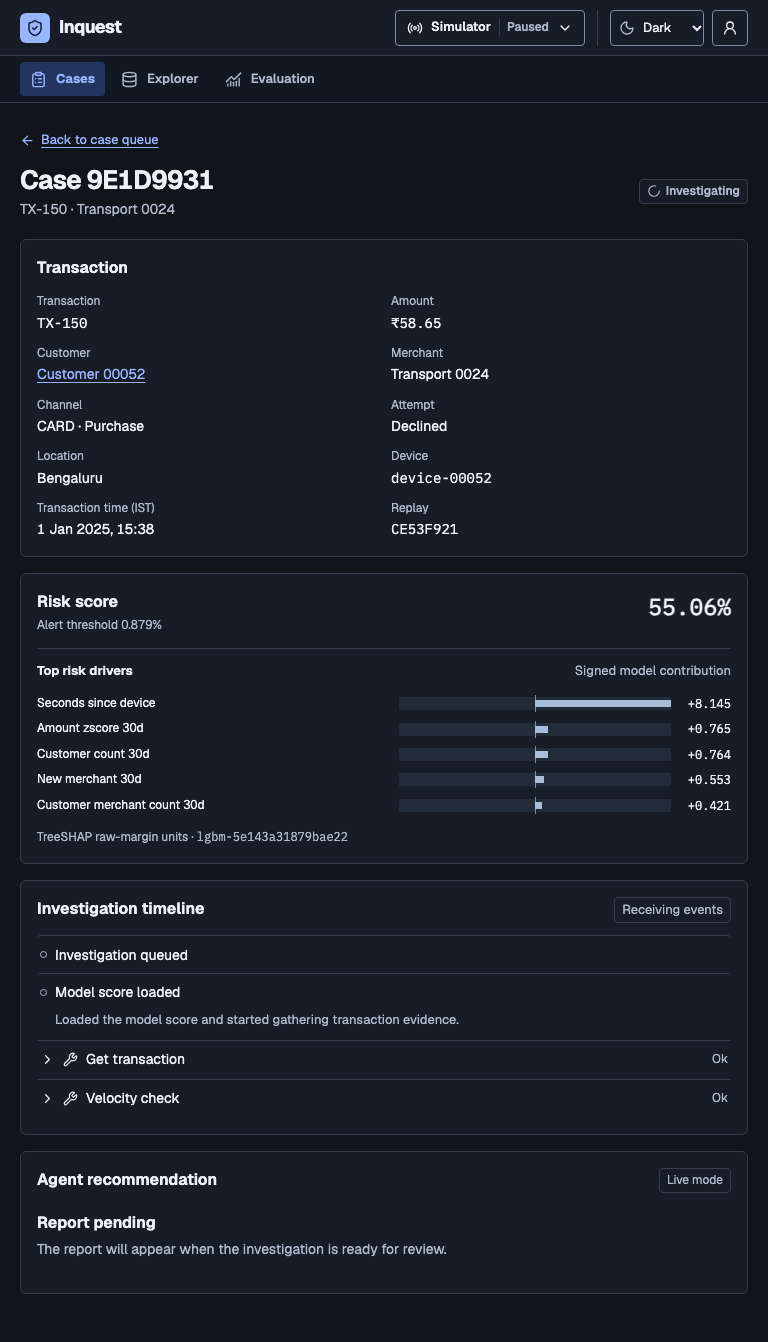 Inquest
Simulator Paused
Dark
Cases
Explorer
Evaluation
← Back to case queue
Case 9E1D9931
TX-150 · Transport 0024
Investigating
Transaction
Transaction
TX-150
Amount
₹58.65
Customer
Customer 00052
Merchant
Transport 0024
Channel
CARD · Purchase
Attempt
Declined
Location
Bengaluru
Device
device-00052
Transaction time (IST)
1 Jan 2025, 15:38
Replay
CE53F921
Risk score
Alert threshold 0.879%
55.06%
Top risk drivers
Signed model contribution
Seconds since device +8.145
Amount zscore 30d +0.765
Customer count 30d +0.764
New merchant 30d +0.553
Customer merchant count 30d +0.421
TreeSHAP raw-margin units · lgbm-5e143a31879bae22
Investigation timeline
Receiving events
Investigation queued
Model score loaded
Loaded the model score and started gathering transaction evidence.
Get transaction Ok
Velocity check Ok
Agent recommendation
Live mode
Report pending
The report will appear when the investigation is ready for review.